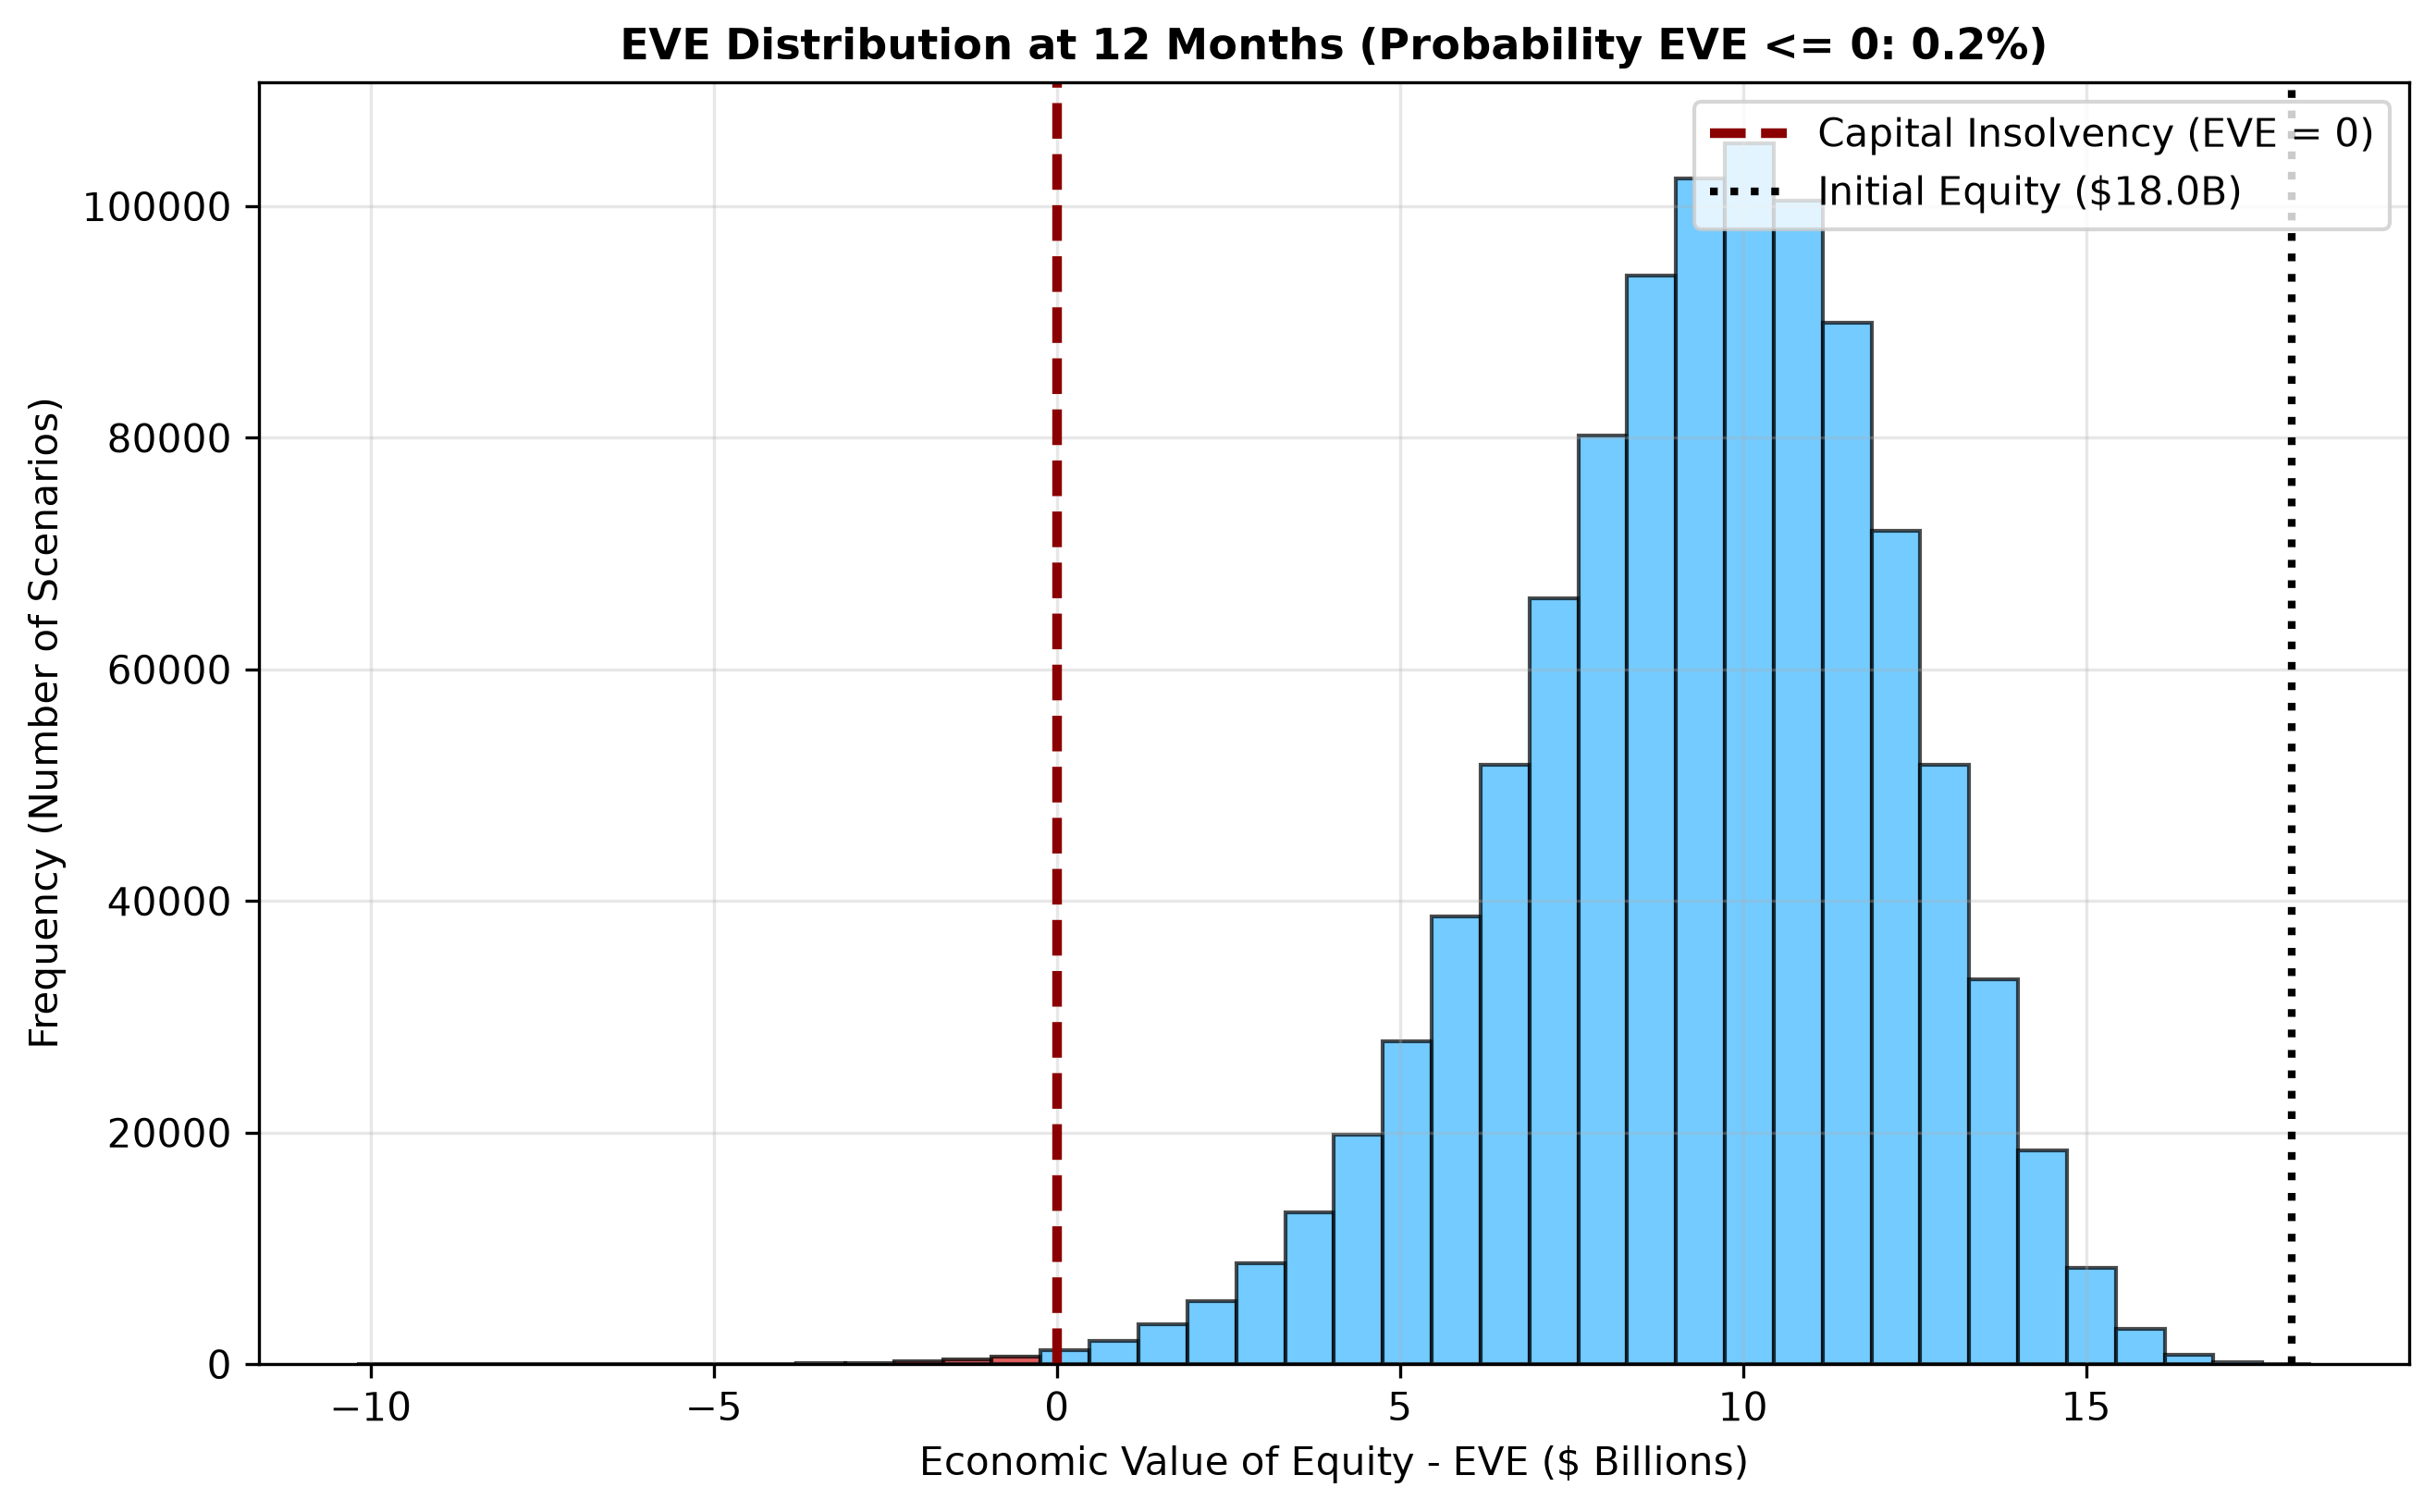 EVE Distribution at 12 Months (Probability EVE <= 0: 0.2%)
Capital Insolvency (EVE = 0)
Initial Equity ($18.0B)
Frequency (Number of Scenarios)
100000
80000
60000
40000
20000
0
−10
−5
0
5
10
15
Economic Value of Equity - EVE ($ Billions)